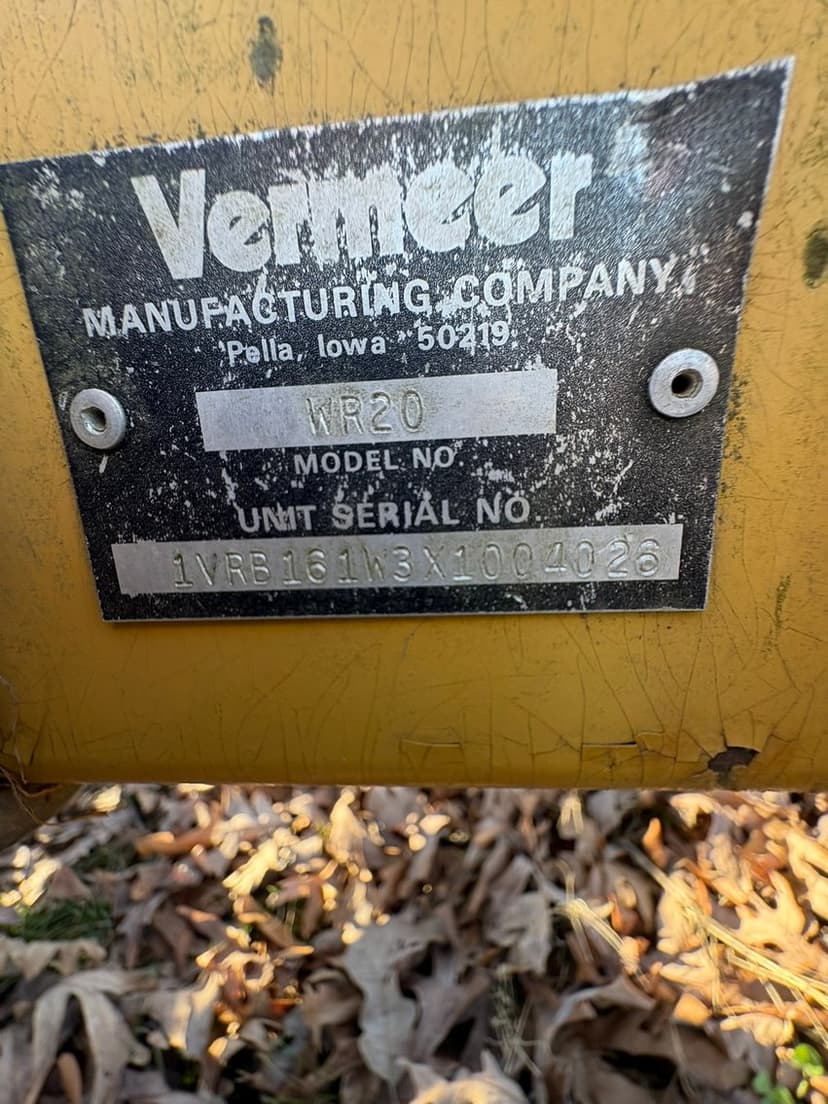 Vermeer
MANUFACTURING COMPANY
Pella, Iowa 50219
WR20
MODEL NO.
UNIT SERIAL NO.
1VRB161W3X1004026